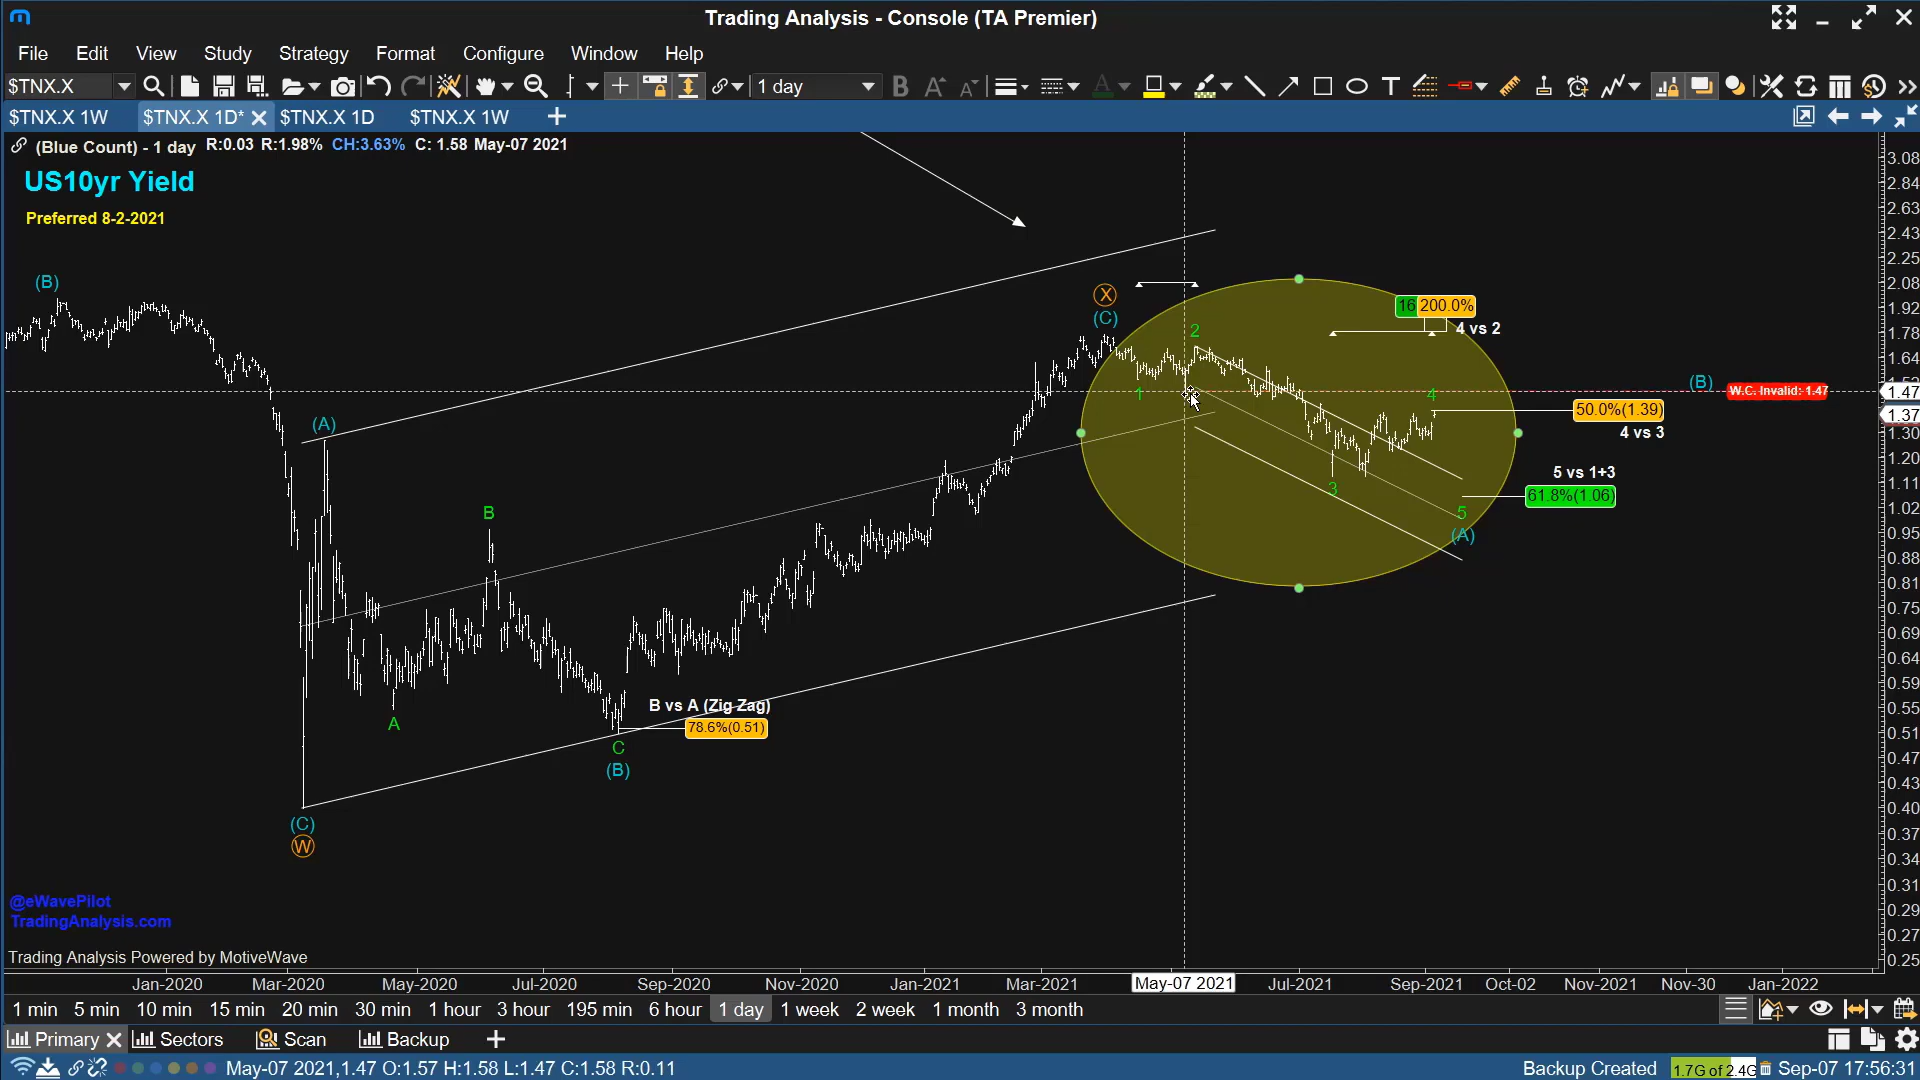 Trading Analysis - Console (TA Premier)
File Edit View Study Strategy Format Configure Window Help
$TNX.X 1 day
$TNX.X 1W $TNX.X 1D* $TNX.X 1D $TNX.X 1W
(Blue Count) - 1 day R:0.03 R:1.98% CH:3.63% C: 1.58 May-07 2021
US10yr Yield
Preferred 8-2-2021
(B)
(A)
B
A
(C)
W
C
(B)
B vs A (Zig Zag)
78.6%(0.51)
X
(C)
1
2
3
4
5
(A)
16 200.0%
4 vs 2
(B)
W.C. Invalid: 1.47
50.0%(1.39)
4 vs 3
5 vs 1+3
61.8%(1.06)
3.08
2.84
2.63
2.43
2.25
2.08
1.92
1.78
1.64
1.47
1.37
1.30
1.20
1.11
1.02
0.95
0.88
0.81
0.75
0.69
0.64
0.59
0.55
0.51
0.47
0.43
0.40
0.37
0.34
0.31
0.29
0.27
0.25
@eWavePilot
TradingAnalysis.com
Trading Analysis Powered by MotiveWave
Jan-2020 Mar-2020 May-2020 Jul-2020 Sep-2020 Nov-2020 Jan-2021 Mar-2021 May-07 2021 Jul-2021 Sep-2021 Oct-02 Nov-2021 Nov-30 Jan-2022
1 min 5 min 10 min 15 min 20 min 30 min 1 hour 3 hour 195 min 6 hour 1 day 1 week 2 week 1 month 3 month
Primary Sectors Scan Backup
May-07 2021,1.47 O:1.57 H:1.58 L:1.47 C:1.58 R:0.11 Backup Created 1.7G of 2.4G Sep-07 17:56:31